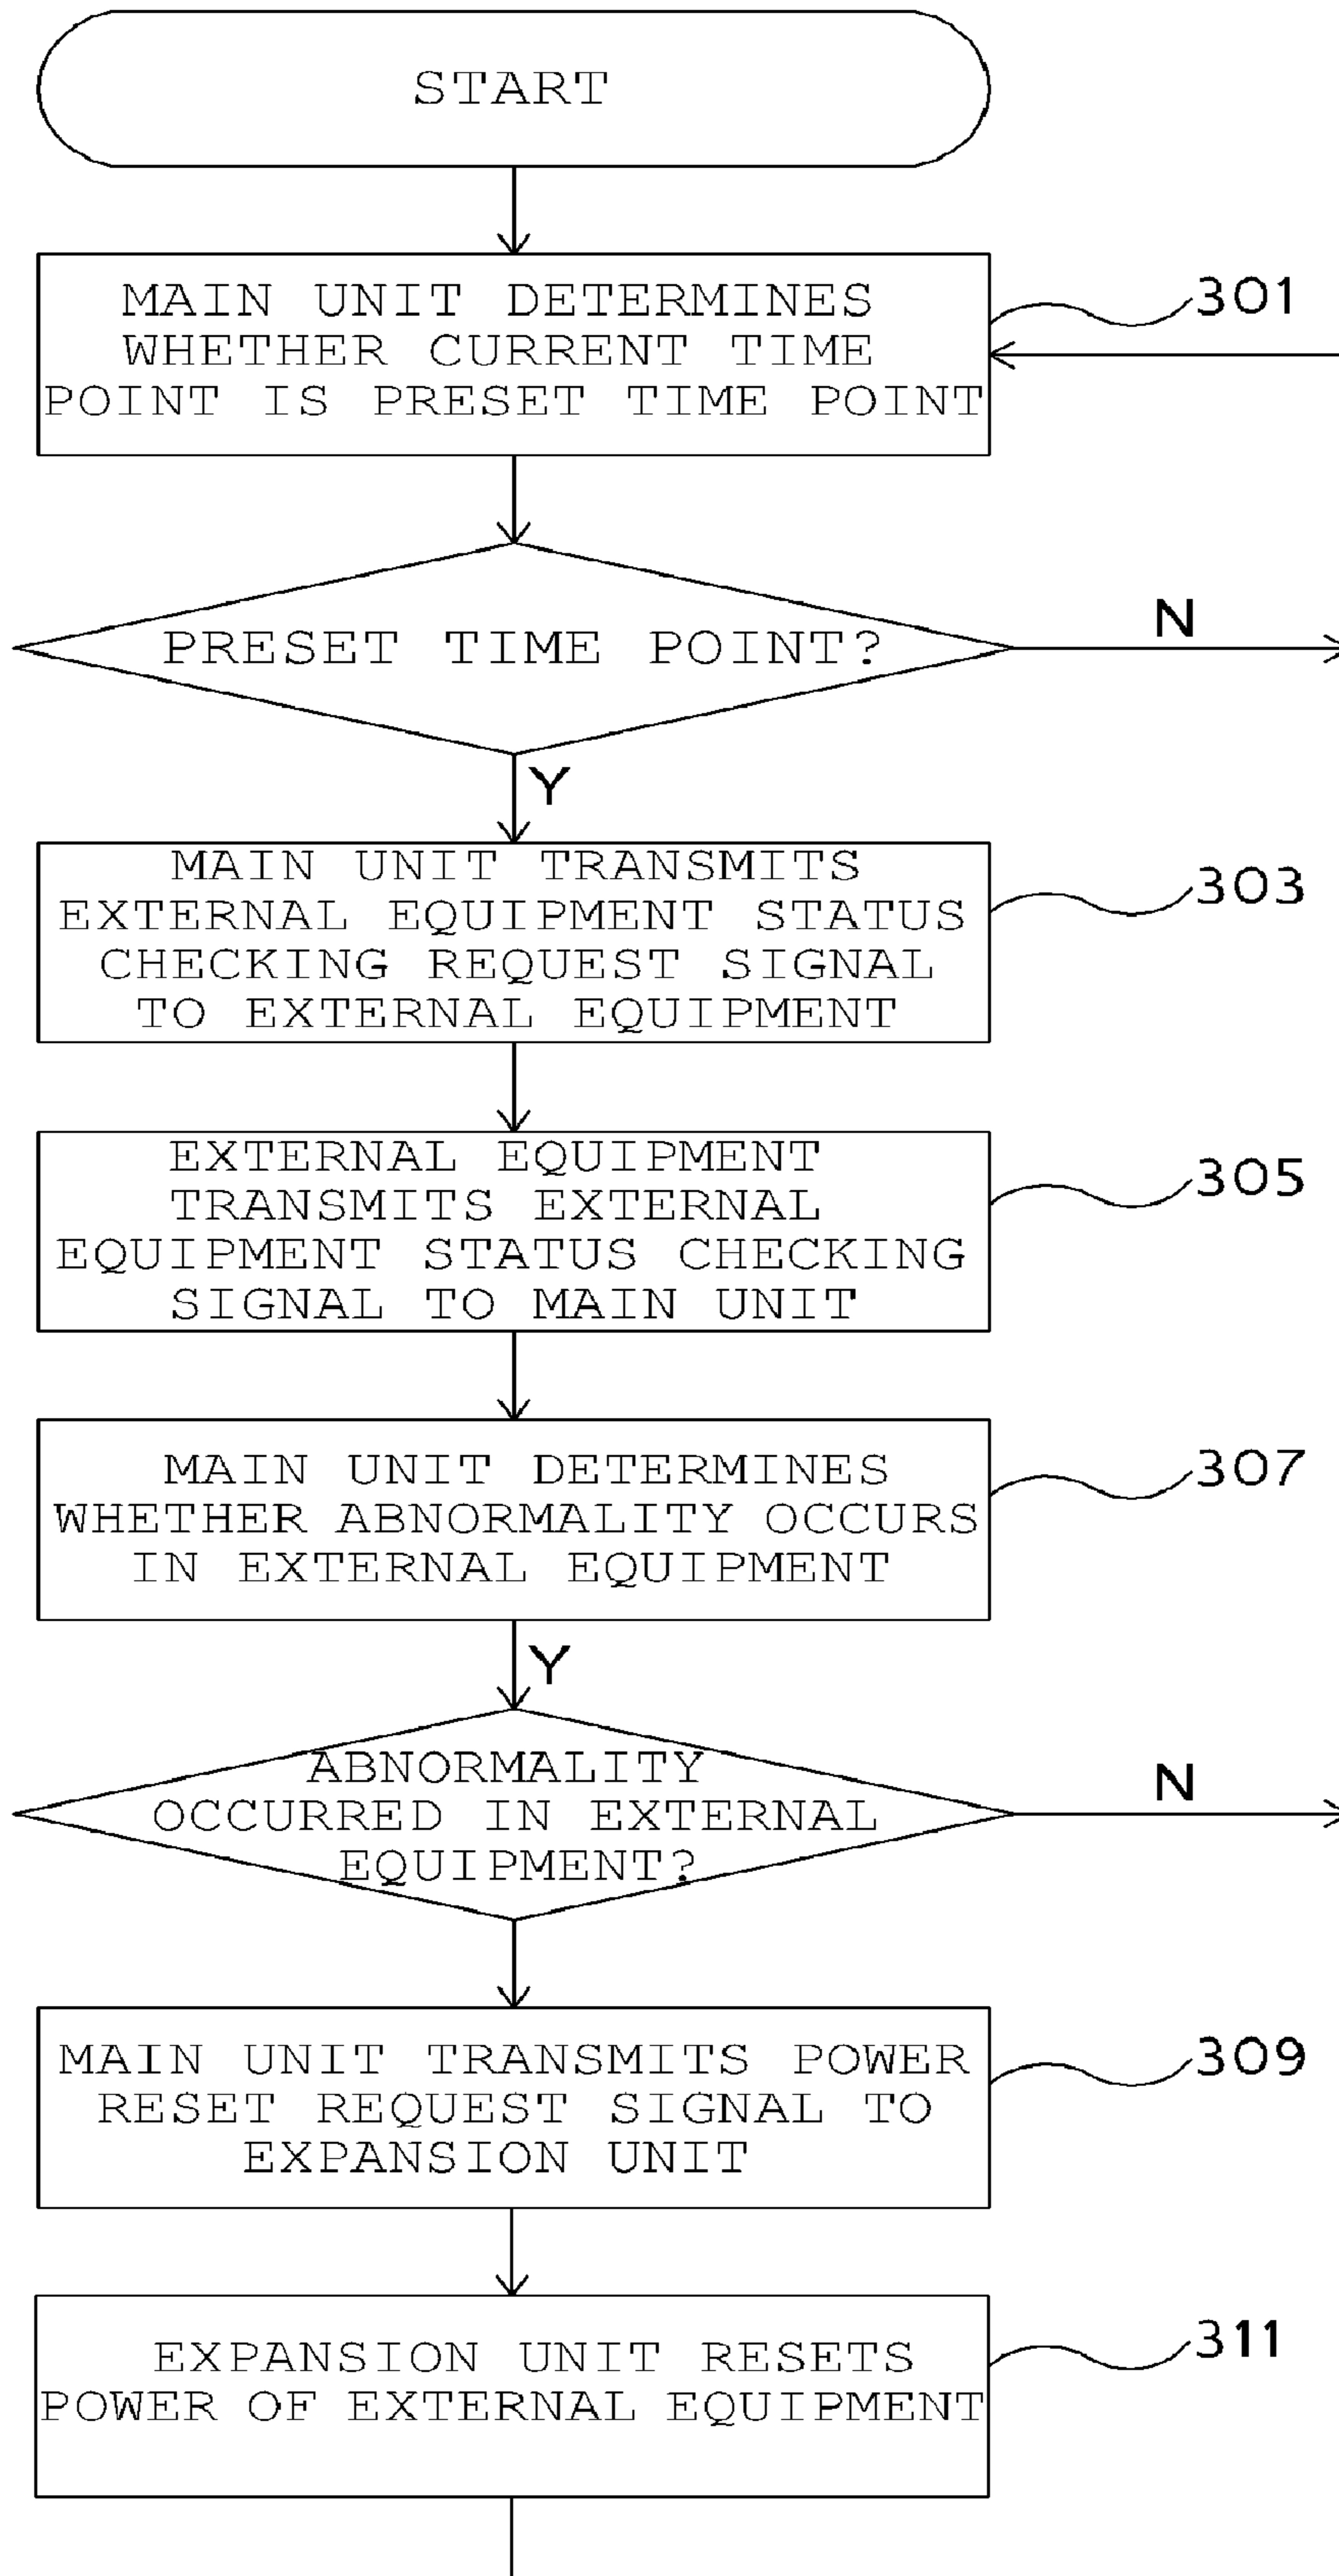 START
MAIN UNIT DETERMINES
WHETHER CURRENT TIME
POINT IS PRESET TIME POINT
301
PRESET TIME POINT?
N
Y
MAIN UNIT TRANSMITS
EXTERNAL EQUIPMENT STATUS
CHECKING REQUEST SIGNAL
TO EXTERNAL EQUIPMENT
303
EXTERNAL EQUIPMENT
TRANSMITS EXTERNAL
EQUIPMENT STATUS CHECKING
SIGNAL TO MAIN UNIT
305
MAIN UNIT DETERMINES
WHETHER ABNORMALITY OCCURS
IN EXTERNAL EQUIPMENT
307
Y
ABNORMALITY
OCCURRED IN EXTERNAL
EQUIPMENT?
N
MAIN UNIT TRANSMITS POWER
RESET REQUEST SIGNAL TO
EXPANSION UNIT
309
EXPANSION UNIT RESETS
POWER OF EXTERNAL EQUIPMENT
311